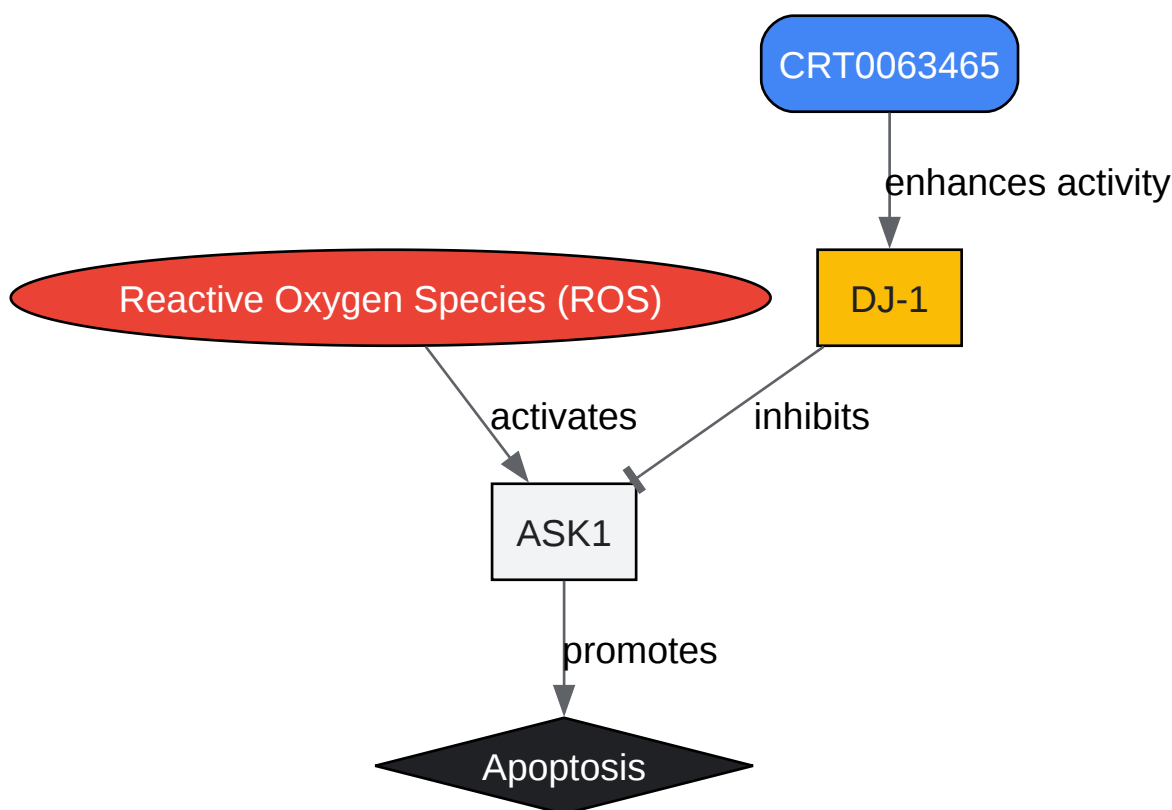 CRT0063465
enhances activity
Reactive Oxygen Species (ROS)
DJ-1
activates
inhibits
ASK1
promotes
Apoptosis